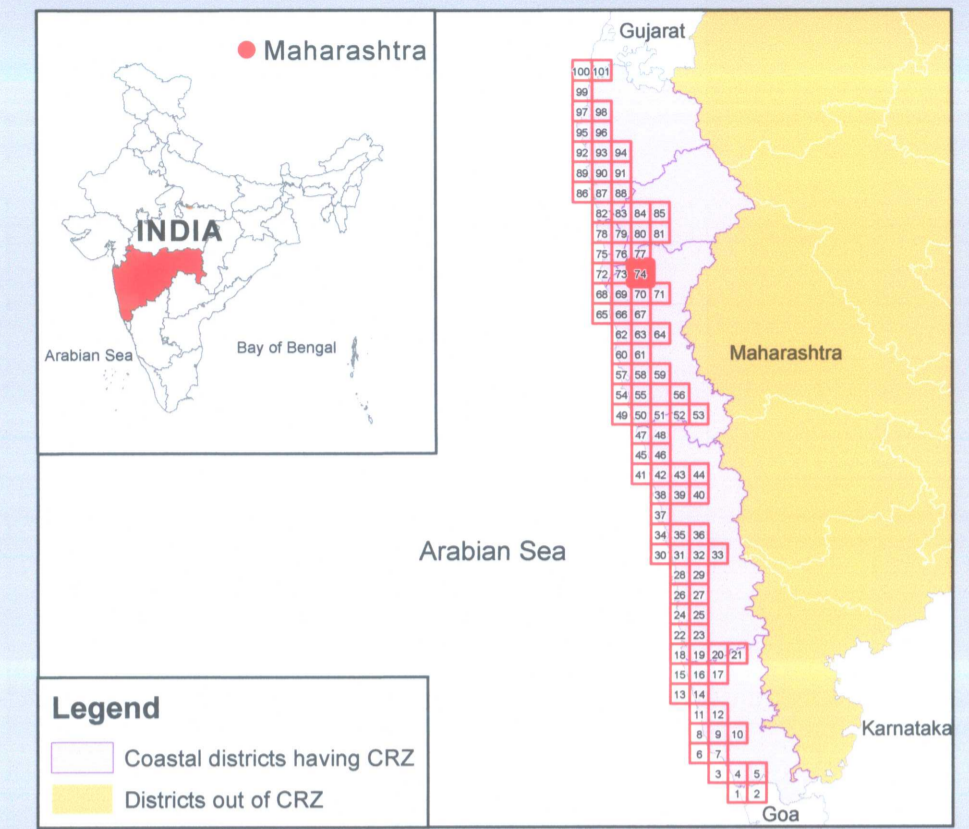 Maharashtra
INDIA
Arabian Sea
Bay of Bengal
Gujarat
100 101
99
97 98
95 96
92 93 94
89 90 91
86 87 88
82 83 84 85
78 79 80 81
75 76 77
72 73 74
68 69 70 71
65 66 67
62 63 64
60 61
Maharashtra
57 58 59
54 55 56
49 50 51 52 53
47 48
45 46
41 42 43 44
38 39 40
37
34 35 36
Arabian Sea
30 31 32 33
28 29
26 27
24 25
22 23
18 19 20 21
15 16 17
13 14
11 12
Karnataka
8 9 10
6 7
3 4 5
1 2
Goa
Legend
Coastal districts having CRZ
Districts out of CRZ